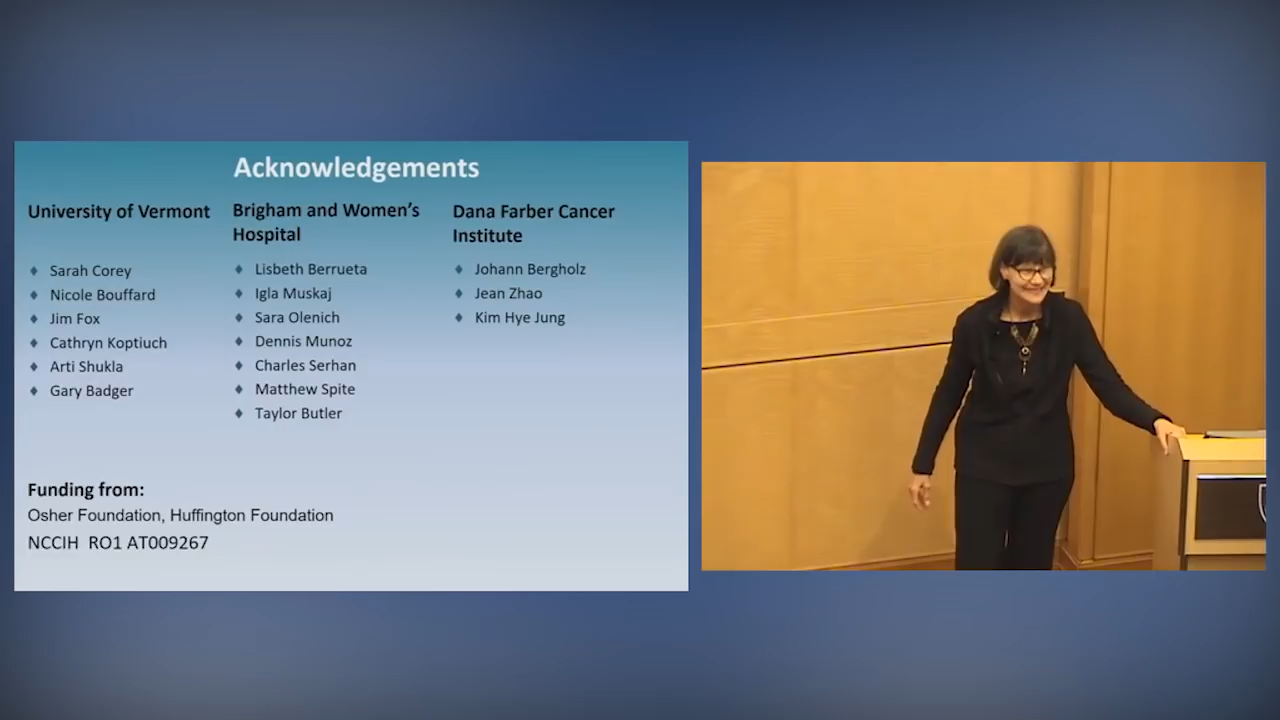 Acknowledgements
University of Vermont
Sarah Corey
Nicole Bouffard
Jim Fox
Cathryn Koptiuch
Arti Shukla
Gary Badger
Brigham and Women's
Hospital
Lisbeth Berrueta
Igla Muskaj
Sara Olenich
Dennis Munoz
Charles Serhan
Matthew Spite
Taylor Butler
Dana Farber Cancer
Institute
Johann Bergholz
Jean Zhao
Kim Hye Jung
Funding from:
Osher Foundation, Huffington Foundation
NCCIH RO1 AT009267